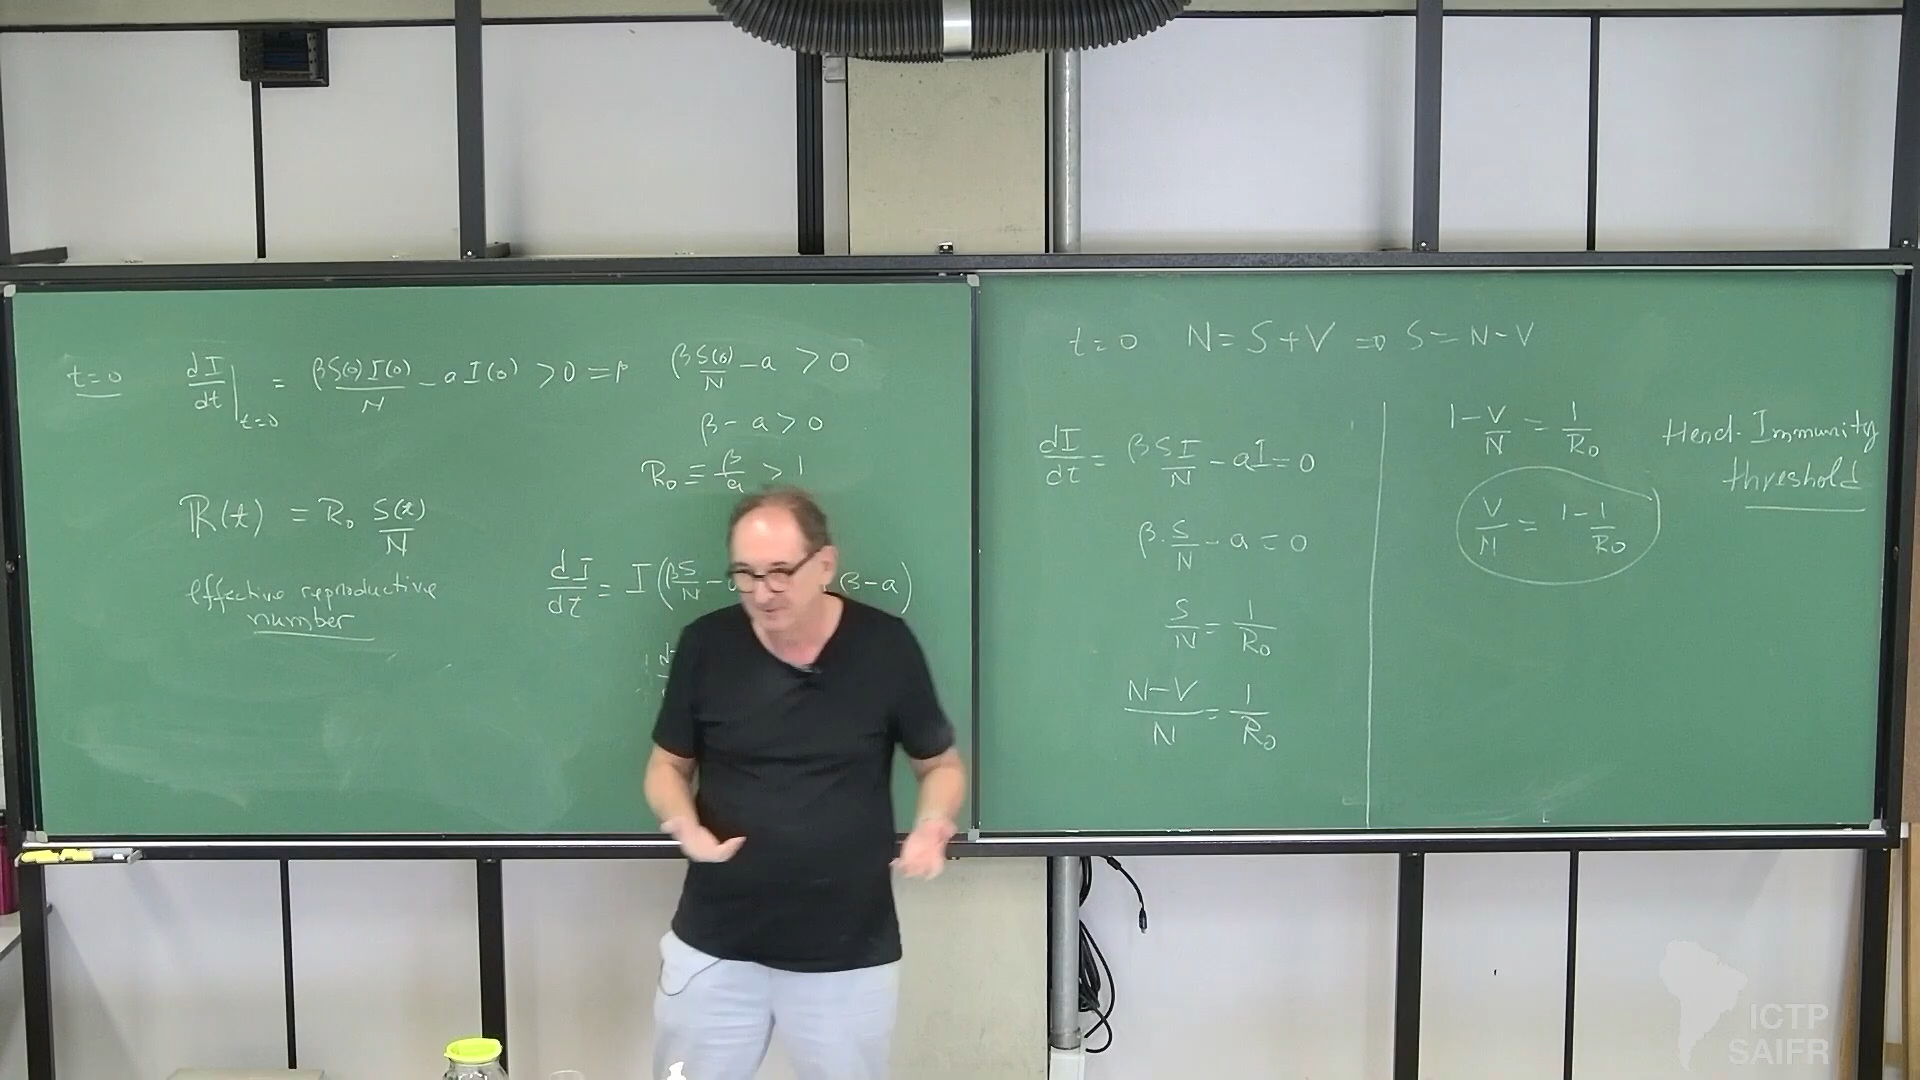 t=0 dI/dt|t=0 = βS(0)I(0)/N - aI(0) > 0 ⇒ βS(0)/N - a > 0
β - a > 0
R₀ ≡ β/a > 1
R(t) = R₀ S(t)/N
effective reproductive
number
dI/dt = I(βS/N - (β-a)
t=0 N=S+V ⇒ S=N-V
dI/dt = βSI/N - aI = 0
β·S/N - a = 0
S/N = 1/R₀
N-V/N = 1/R₀
1-V/N = 1/R₀
V/N = 1-1/R₀
Herd-Immunity
threshold
ICTP
SAIFR